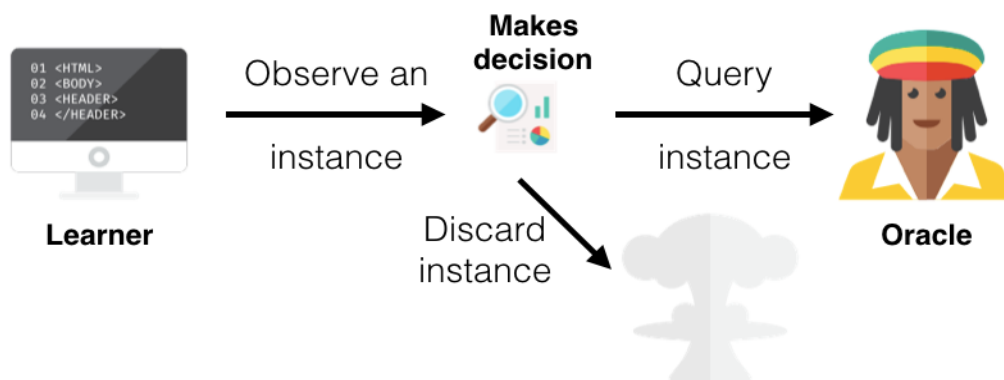 01 <HTML>
02 <BODY>
03 <HEADER>
04 </HEADER>
Learner
Observe an
instance
Makes
decision
Query
instance
Discard
instance
Oracle